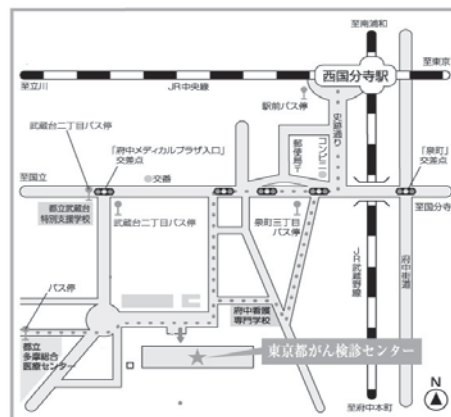 至南浦和
至東京
西国分寺駅
至立川
JR中央線
駅前バス停
史跡通り
武蔵台二丁目バス停
「府中メディカルプラザ入口」
交差点
郵便局〒
コンビニ
「泉町」
交差点
至国立
交番
至国分寺
都立武蔵台
特別支援学校
武蔵台二丁目バス停
泉町三丁目
バス停
JR武蔵野線
府中街道
バス停
府中看護
専門学校
都立
多摩総合
医療センター
東京都がん検診センター
N
至府中本町